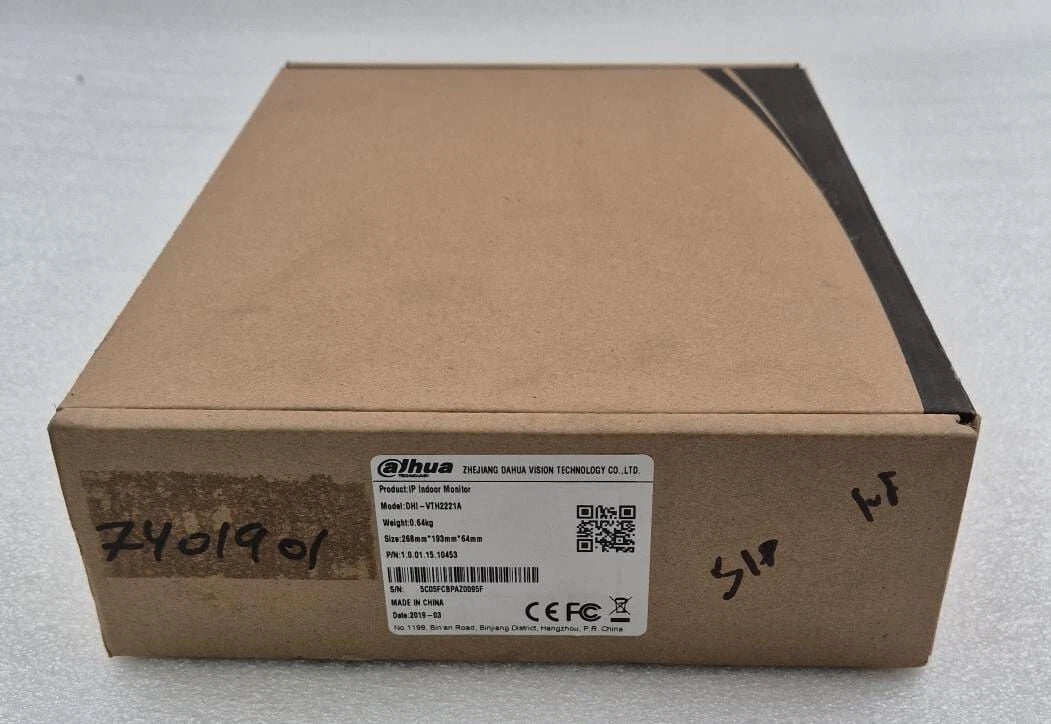 7401901
alhua
TECHNOLOGY
ZHEJIANG DAHUA VISION TECHNOLOGY CO.,LTD.
Product:IP Indoor Monitor
Model:DHI-VTH2221A
Weight:0.64kg
Size:268mm*193mm*64mm
P/N:1.0.01.15.10453
S/N: 5C05FCBPAZ0095F
MADE IN CHINA
Date:2019-03
CE FC
No.1199, Bin'an Road, Binjiang District, Hangzhou, P.R. China